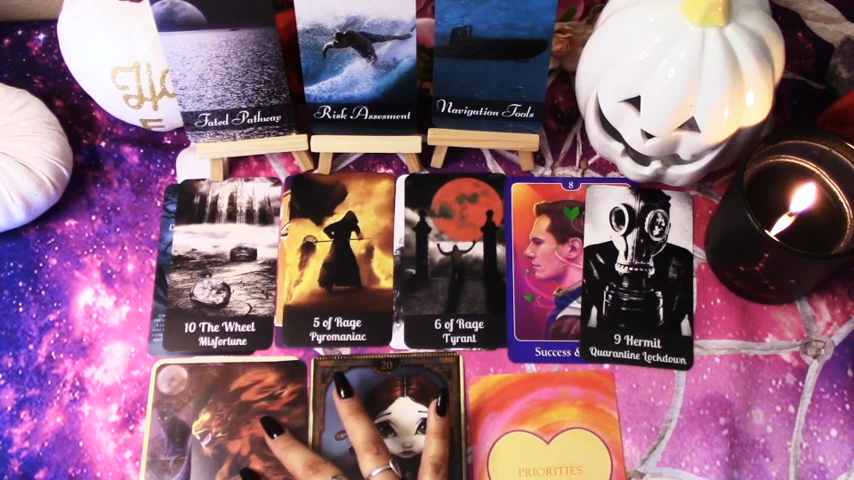 Fated Pathway
Risk Assesment
Navigation Tools
10 The Wheel
Misfortune
5 of Rage
Pyromaniac
6 of Rage
Tyrant
8
Success &
9 Hermit
Quarantine Lockdown
20
PRIORITIES